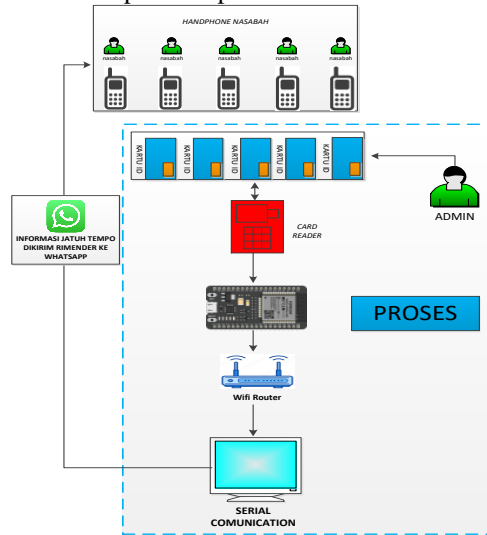 HANDPHONE NASABAH
nasabah nasabah nasabah nasabah nasabah
KARTU ID KARTU ID KARTU ID KARTU ID KARTU ID
ADMIN
CARD
READER
INFORMASI JATUH TEMPO
DIKIRIM RIMENDER KE
WHATSAPP
PROSES
Wifi Router
SERIAL
COMUNICATION